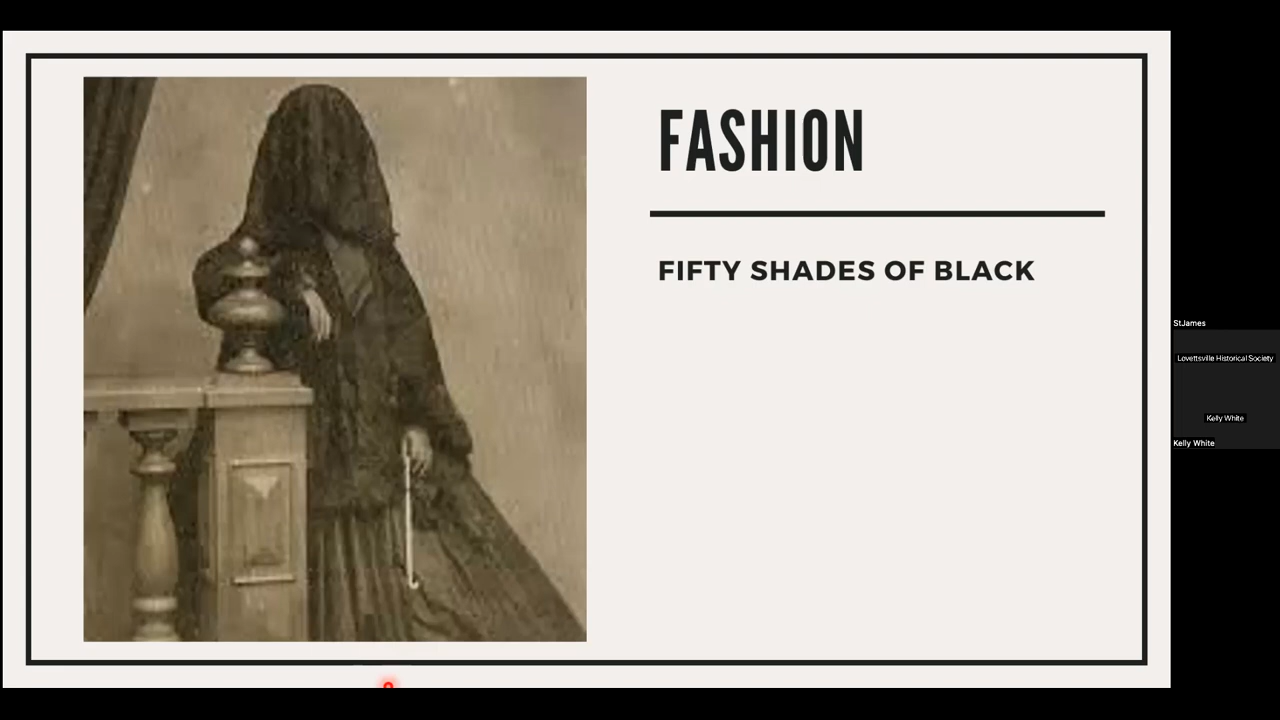 FASHION
FIFTY SHADES OF BLACK
StJames
Lovettsville Historical Society
Kelly White
Kelly White